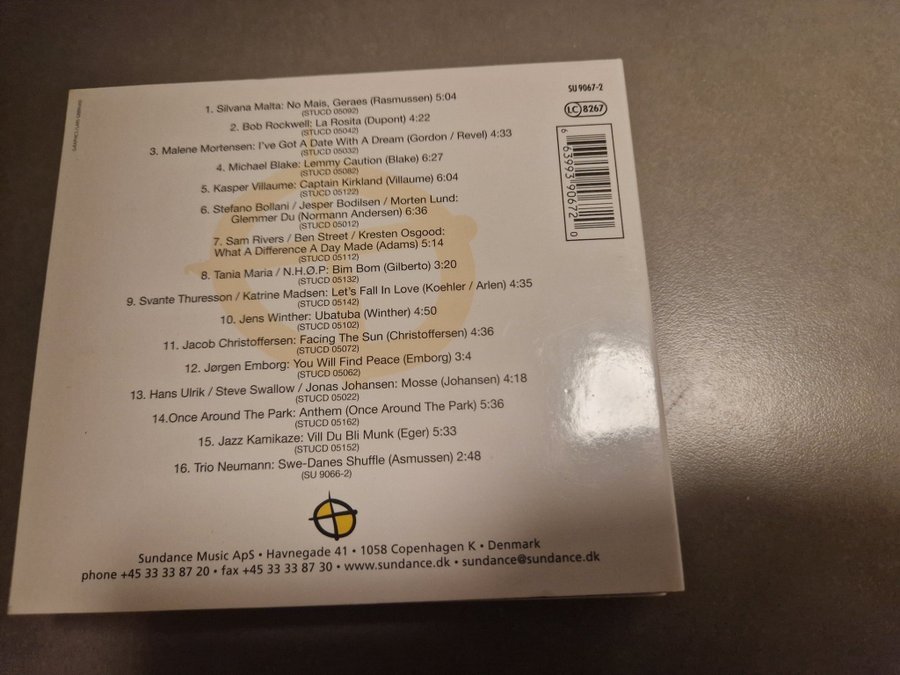 SU 9067-2
LC 8267
6 63993-90672 0
1. Silvana Malta: No Mais, Geraes (Rasmussen) 5:04
(STUCD 05092)
2. Bob Rockwell: La Rosita (Dupont) 4:22
(STUCD 05042)
3. Malene Mortensen: I've Got A Date With A Dream (Gordon / Revel) 4:33
(STUCD 05032)
4. Michael Blake: Lemmy Caution (Blake) 6:27
(STUCD 05082)
5. Kasper Villaume: Captain Kirkland (Villaume) 6:04
(STUCD 05122)
6. Stefano Bollani / Jesper Bodilsen / Morten Lund:
Glemmer Du (Normann Andersen) 6:36
(STUCD 05012)
7. Sam Rivers / Ben Street / Kresten Osgood:
What A Difference A Day Made (Adams) 5:14
(STUCD 05112)
8. Tania Maria / N.H.Ø.P: Bim Bom (Gilberto) 3:20
(STUCD 05132)
9. Svante Thuresson / Katrine Madsen: Let's Fall In Love (Koehler / Arlen) 4:35
(STUCD 05142)
10. Jens Winther: Ubatuba (Winther) 4:50
(STUCD 05102)
11. Jacob Christoffersen: Facing The Sun (Christoffersen) 4:36
(STUCD 05072)
12. Jørgen Emborg: You Will Find Peace (Emborg) 3:4
(STUCD 05062)
13. Hans Ulrik / Steve Swallow / Jonas Johansen: Mosse (Johansen) 4:18
(STUCD 05022)
14.Once Around The Park: Anthem (Once Around The Park) 5:36
(STUCD 05162)
15. Jazz Kamikaze: Vill Du Bli Munk (Eger) 5:33
(STUCD 05152)
16. Trio Neumann: Swe-Danes Shuffle (Asmussen) 2:48
(SU 9066-2)
Sundance Music ApS • Havnegade 41 • 1058 Copenhagen K • Denmark
phone +45 33 33 87 20 • fax +45 33 33 87 30 • www.sundance.dk • sundance@sundance.dk